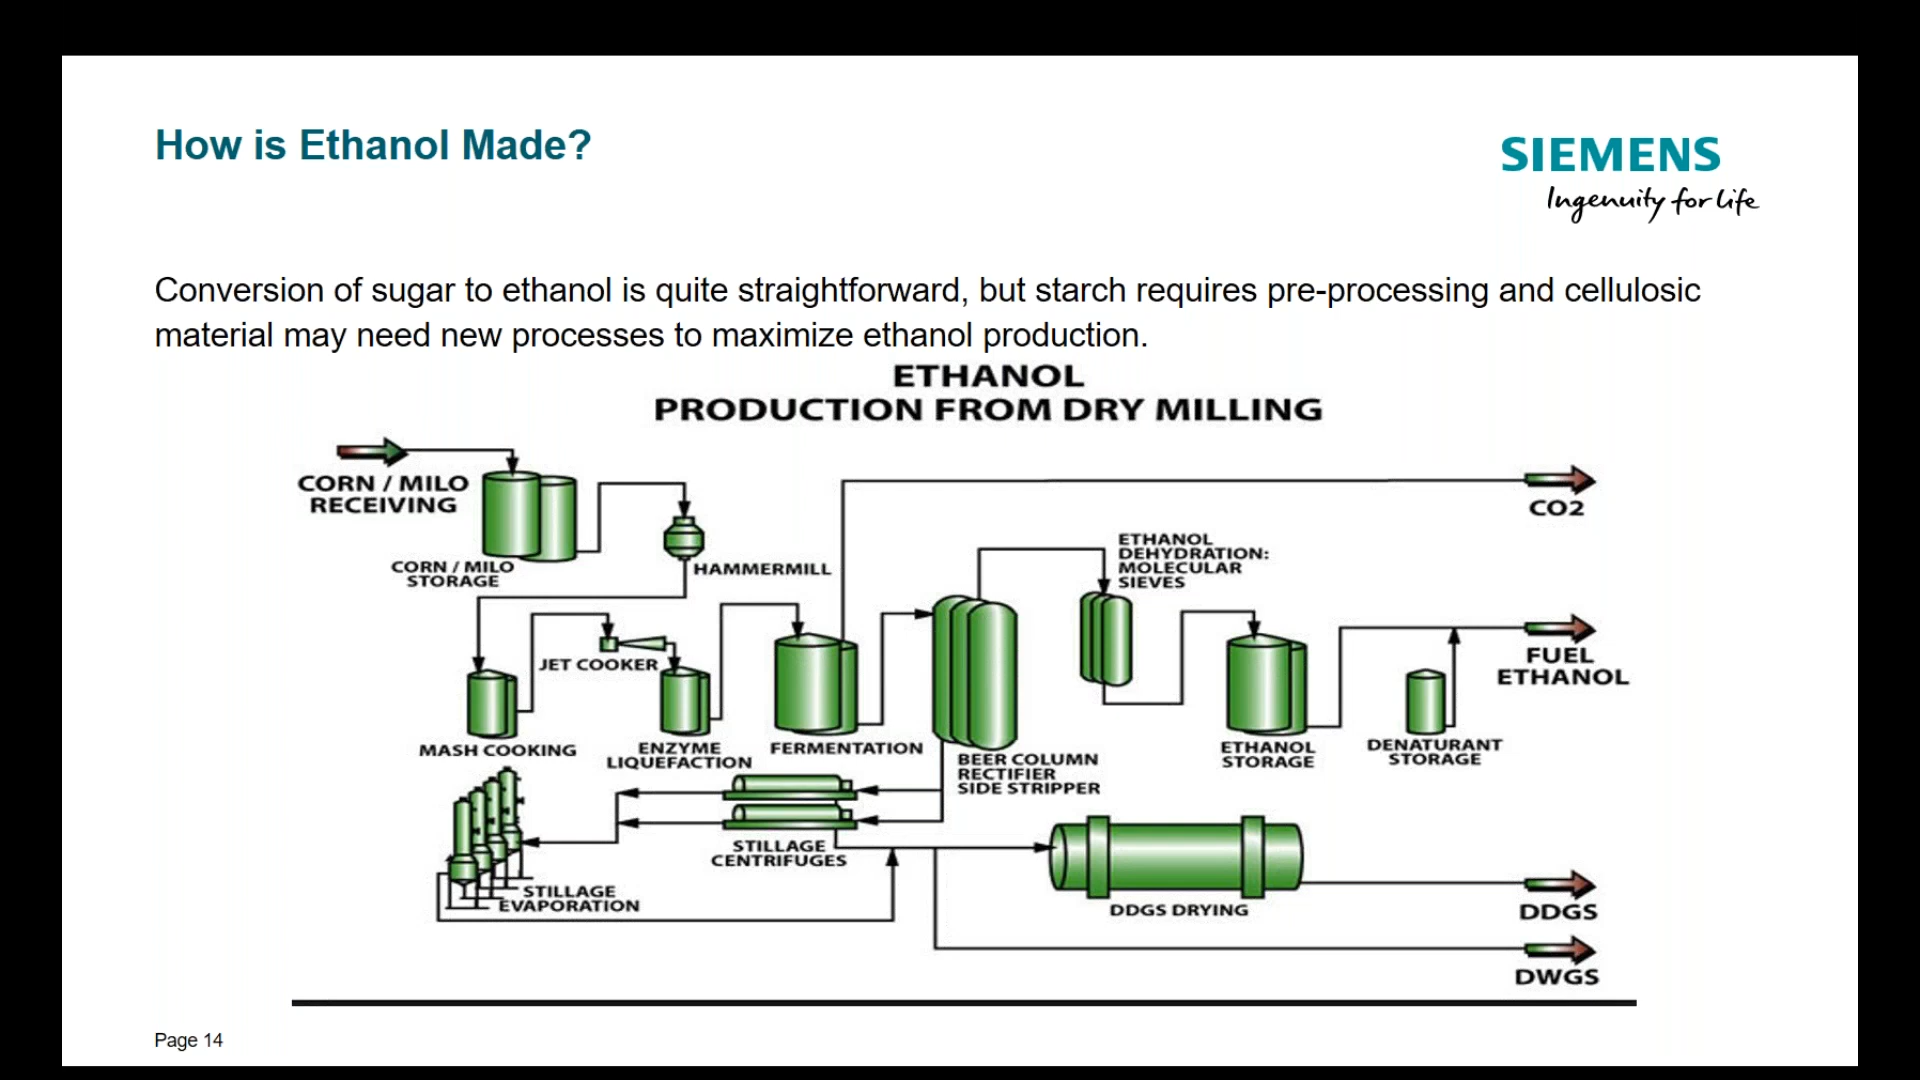 How is Ethanol Made?
SIEMENS
Ingenuity for life
Conversion of sugar to ethanol is quite straightforward, but starch requires pre-processing and cellulosic
material may need new processes to maximize ethanol production.
ETHANOL
PRODUCTION FROM DRY MILLING
CORN / MILO
RECEIVING
CORN / MILO
STORAGE
HAMMERMILL
CO2
ETHANOL
DEHYDRATION:
MOLECULAR
SIEVES
JET COOKER
MASH COOKING
ENZYME
LIQUEFACTION
FERMENTATION
BEER COLUMN
RECTIFIER
SIDE STRIPPER
ETHANOL
STORAGE
DENATURANT
STORAGE
FUEL
ETHANOL
STILLAGE
CENTRIFUGES
STILLAGE
EVAPORATION
DDGS DRYING
DDGS
DWGS
Page 14